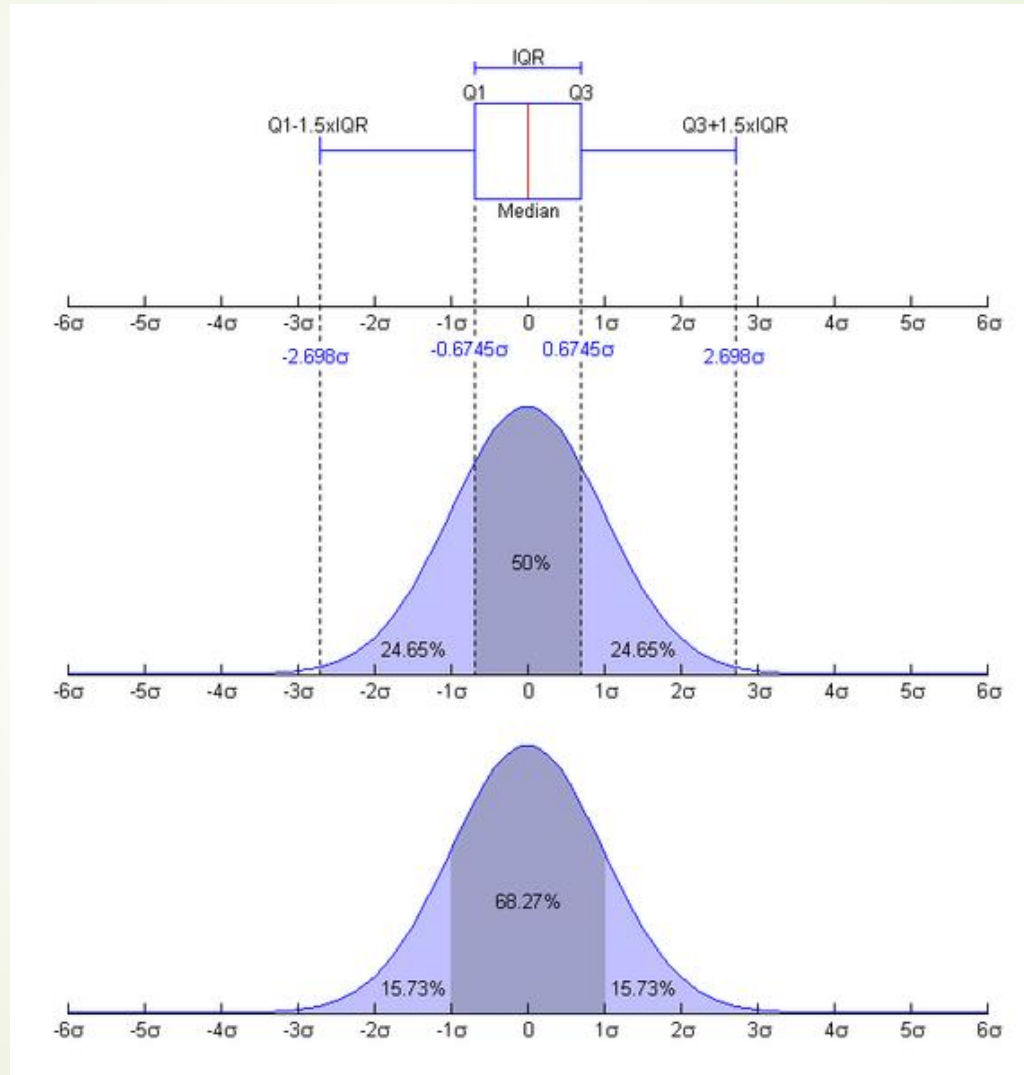 IQR
Q1 Q3
Q1-1.5xIQR Q3+1.5xIQR
Median
-6σ -5σ -4σ -3σ -2σ -1σ 0 1σ 2σ 3σ 4σ 5σ 6σ
-2.698σ -0.6745σ 0.6745σ 2.698σ
50%
24.65% 24.65%
-6σ -5σ -4σ -3σ -2σ -1σ 0 1σ 2σ 3σ 4σ 5σ 6σ
68.27%
15.73% 15.73%
-6σ -5σ -4σ -3σ -2σ -1σ 0 1σ 2σ 3σ 4σ 5σ 6σ